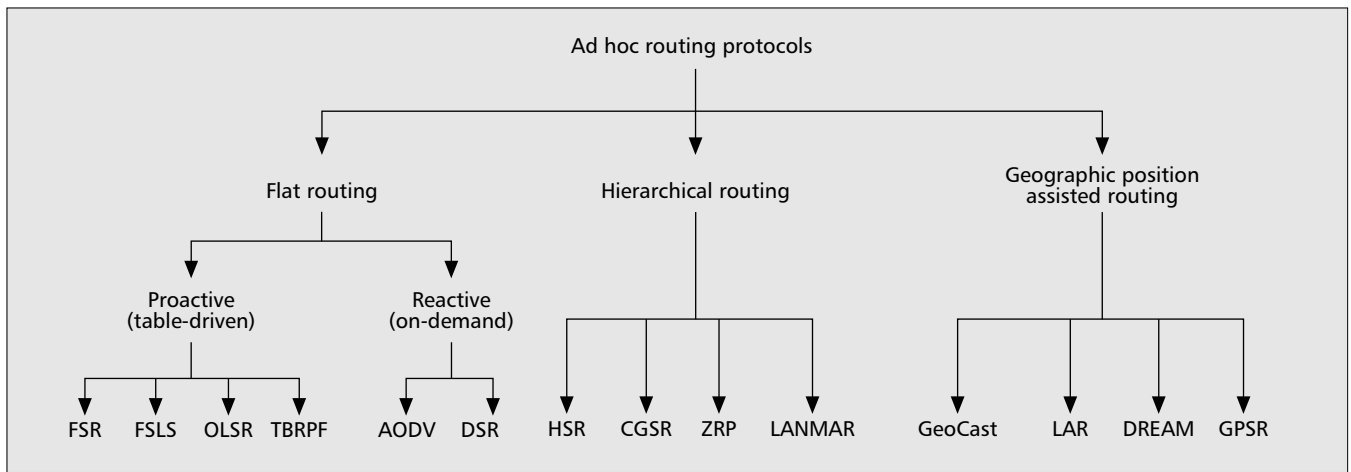 Ad hoc routing protocols
Flat routing
Hierarchical routing
Geographic position
assisted routing
Proactive
(table-driven)
Reactive
(on-demand)
FSR
FSLS
OLSR
TBRPF
AODV
DSR
HSR
CGSR
ZRP
LANMAR
GeoCast
LAR
DREAM
GPSR